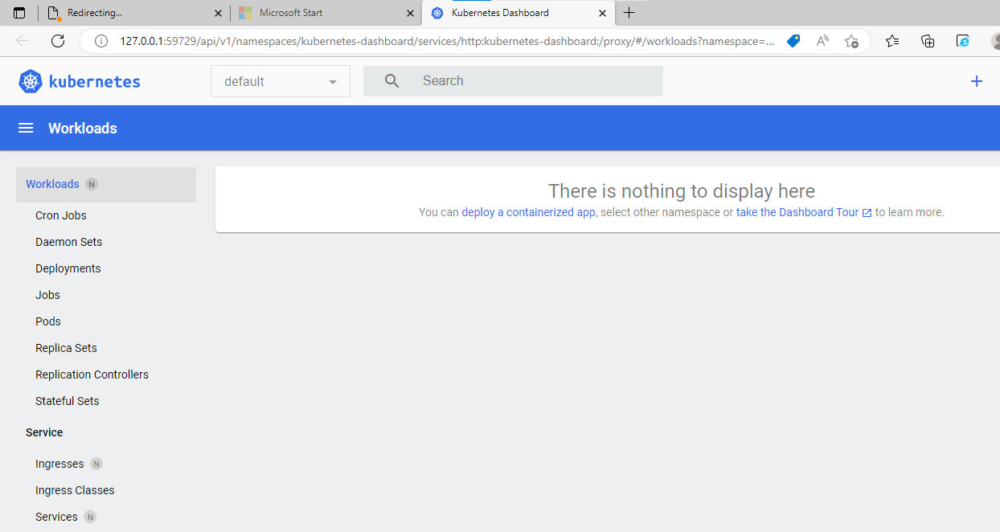 Redirecting...
Microsoft Start
Kubernetes Dashboard
127.0.0.1:59729/api/v1/namespaces/kubernetes-dashboard/services/http:kubernetes-dashboard:/proxy/#/workloads?namespace=...
kubernetes
default
Search
Workloads
Workloads N
There is nothing to display here
You can deploy a containerized app, select other namespace or take the Dashboard Tour to learn more.
Cron Jobs
Daemon Sets
Deployments
Jobs
Pods
Replica Sets
Replication Controllers
Stateful Sets
Service
Ingresses N
Ingress Classes
Services N